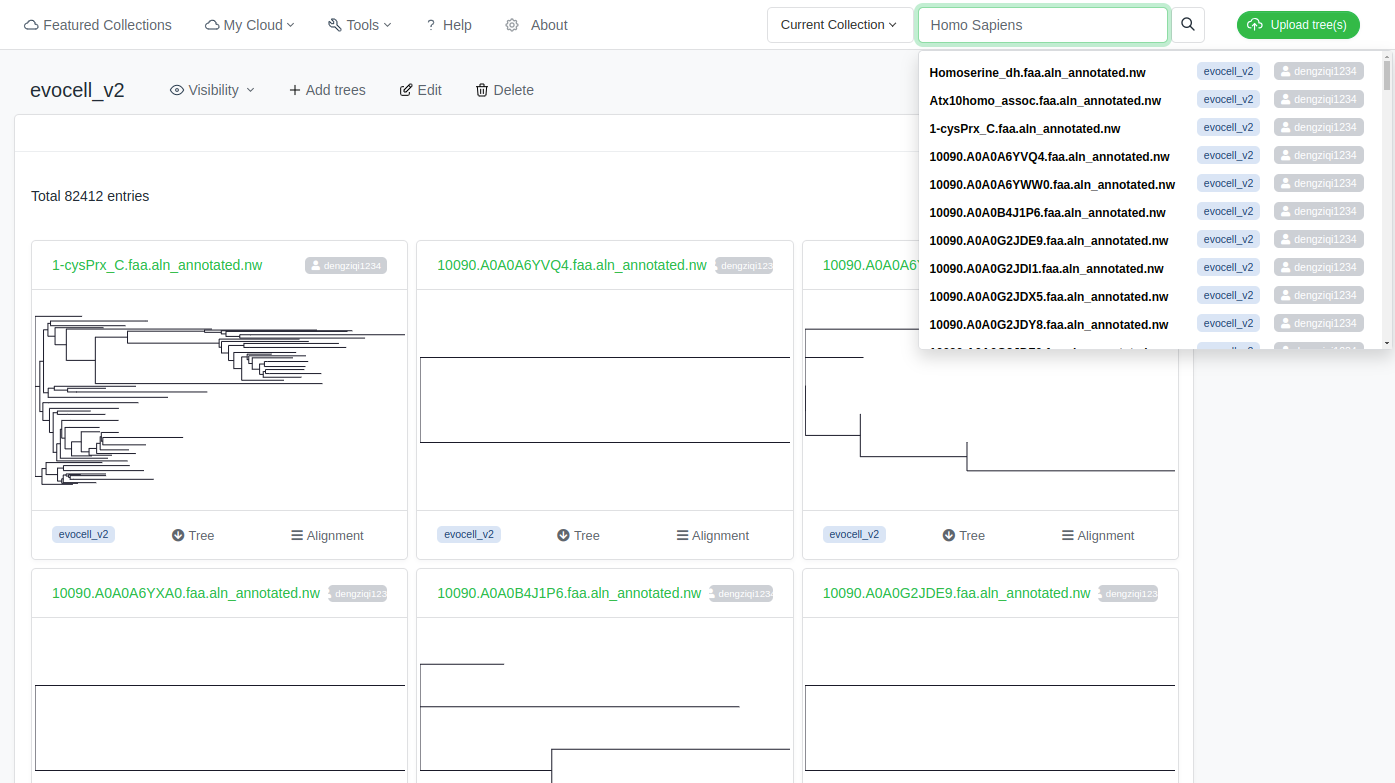 Featured Collections My Cloud Tools ? Help About Current Collection Homo Sapiens Upload tree(s)
evocell_v2 Visibility Add trees Edit Delete
Homoserine_dh.faa.aln_annotated.nw evocell_v2 dengziqi1234
Atx10homo_assoc.faa.aln_annotated.nw evocell_v2 dengziqi1234
1-cysPrx_C.faa.aln_annotated.nw evocell_v2 dengziqi1234
10090.A0A0A6YVQ4.faa.aln_annotated.nw evocell_v2 dengziqi1234
10090.A0A0A6YWW0.faa.aln_annotated.nw evocell_v2 dengziqi1234
10090.A0A0B4J1P6.faa.aln_annotated.nw evocell_v2 dengziqi1234
10090.A0A0G2JDE9.faa.aln_annotated.nw evocell_v2 dengziqi1234
10090.A0A0G2JDI1.faa.aln_annotated.nw evocell_v2 dengziqi1234
10090.A0A0G2JDX5.faa.aln_annotated.nw evocell_v2 dengziqi1234
10090.A0A0G2JDY8.faa.aln_annotated.nw evocell_v2 dengziqi1234
Total 82412 entries
1-cysPrx_C.faa.aln_annotated.nw dengziqi1234
10090.A0A0A6YVQ4.faa.aln_annotated.nw dengziqi123
10090.A0A0A6
evocell_v2 Tree Alignment
evocell_v2 Tree Alignment
evocell_v2 Tree Alignment
10090.A0A0A6YXA0.faa.aln_annotated.nw dengziqi123
10090.A0A0B4J1P6.faa.aln_annotated.nw dengziqi1234
10090.A0A0G2JDE9.faa.aln_annotated.nw dengziqi123